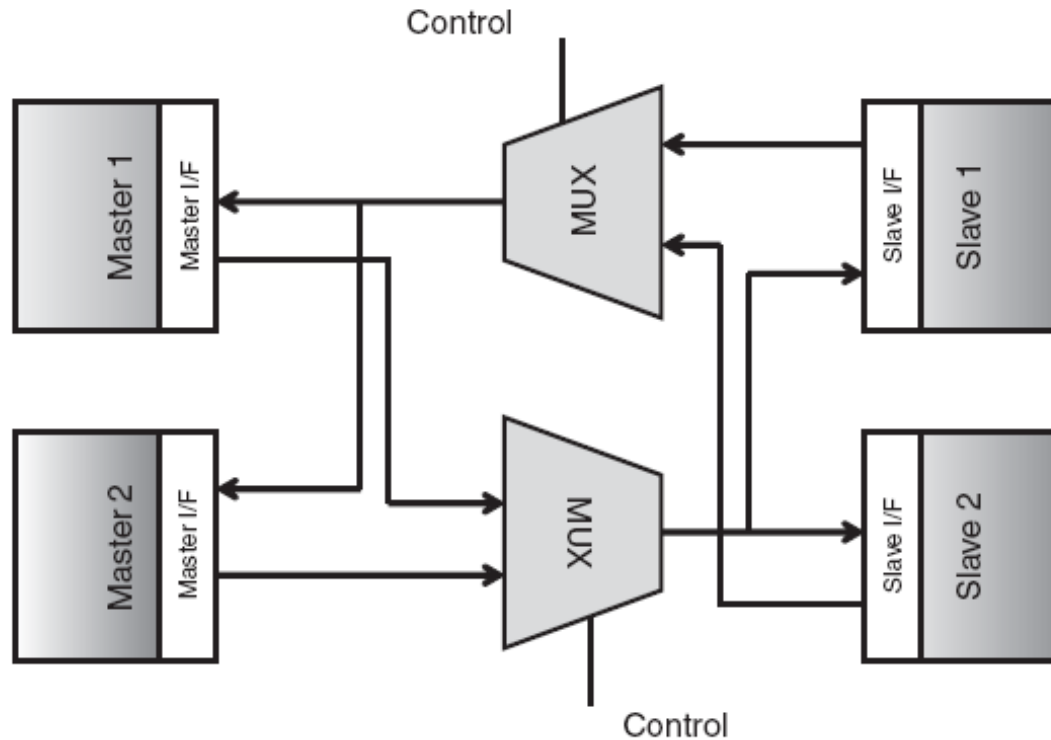 Control
Master 1
Master I/F
MUX
Slave I/F
Slave 1
Master 2
Master I/F
MUX
Slave I/F
Slave 2
Control